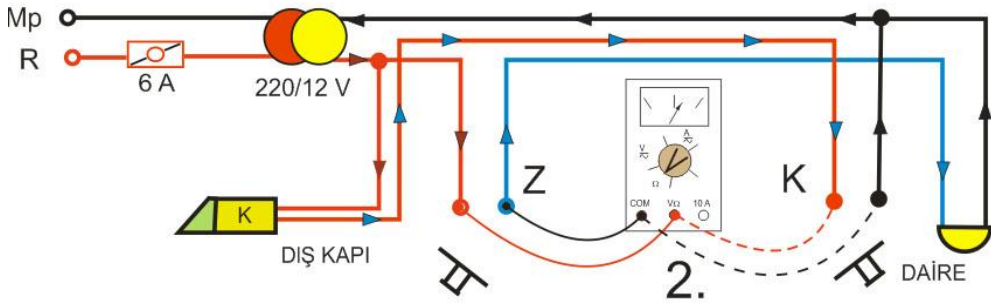 Mp
R
6 A
220/12 V
K
DIŞ KAPI
Z
V
A
Ω
COM
VΩ
10 A
K
2.
DAİRE